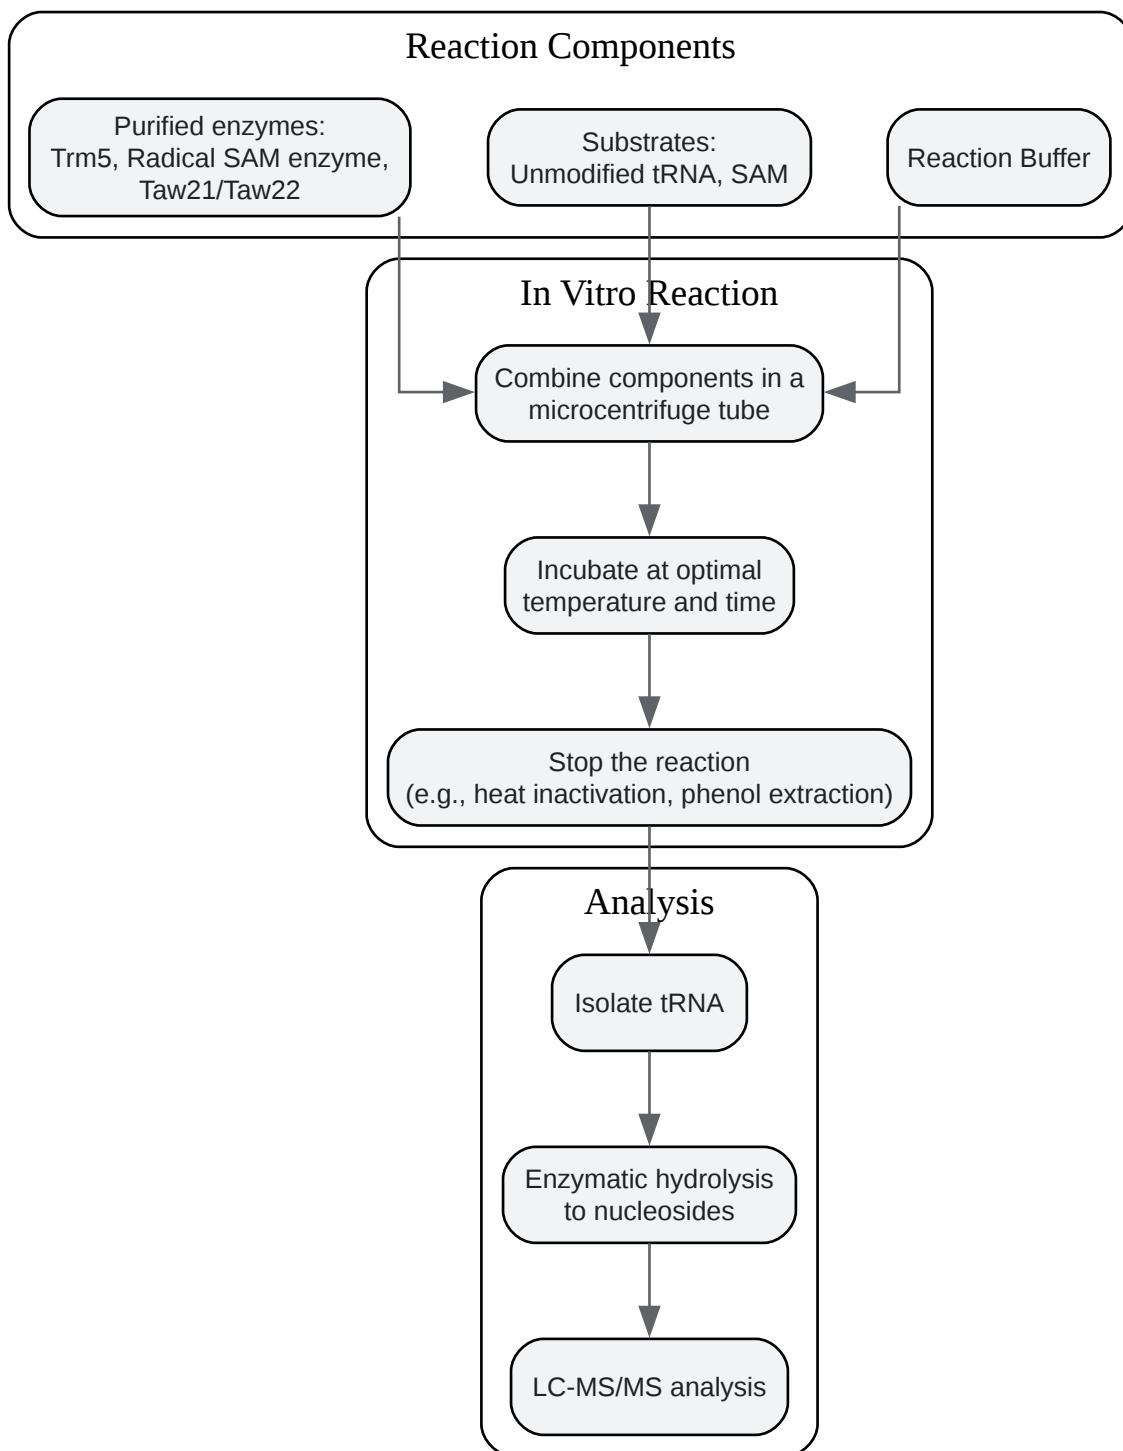 Reaction Components
Purified enzymes:
Trm5, Radical SAM enzyme,
Taw21/Taw22
Substrates:
Unmodified tRNA, SAM
Reaction Buffer
In Vitro Reaction
Combine components in a
microcentrifuge tube
Incubate at optimal
temperature and time
Stop the reaction
(e.g., heat inactivation, phenol extraction)
Analysis
Isolate tRNA
Enzymatic hydrolysis
to nucleosides
LC-MS/MS analysis